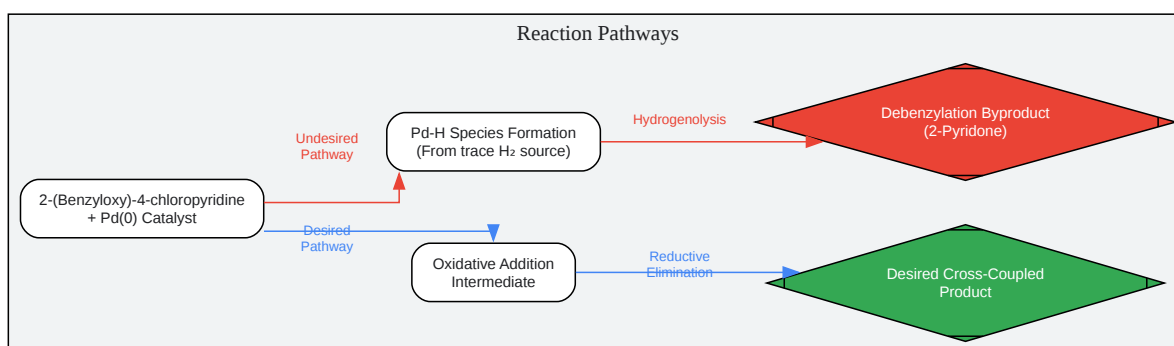 Reaction Pathways
Undesired
Pathway
Pd-H Species Formation
(From trace H₂ source)
Hydrogenolysis
Debenzylation Byproduct
(2-Pyridone)
2-(Benzyloxy)-4-chloropyridine
+ Pd(0) Catalyst
Desired
Pathway
Oxidative Addition
Intermediate
Reductive
Elimination
Desired Cross-Coupled
Product